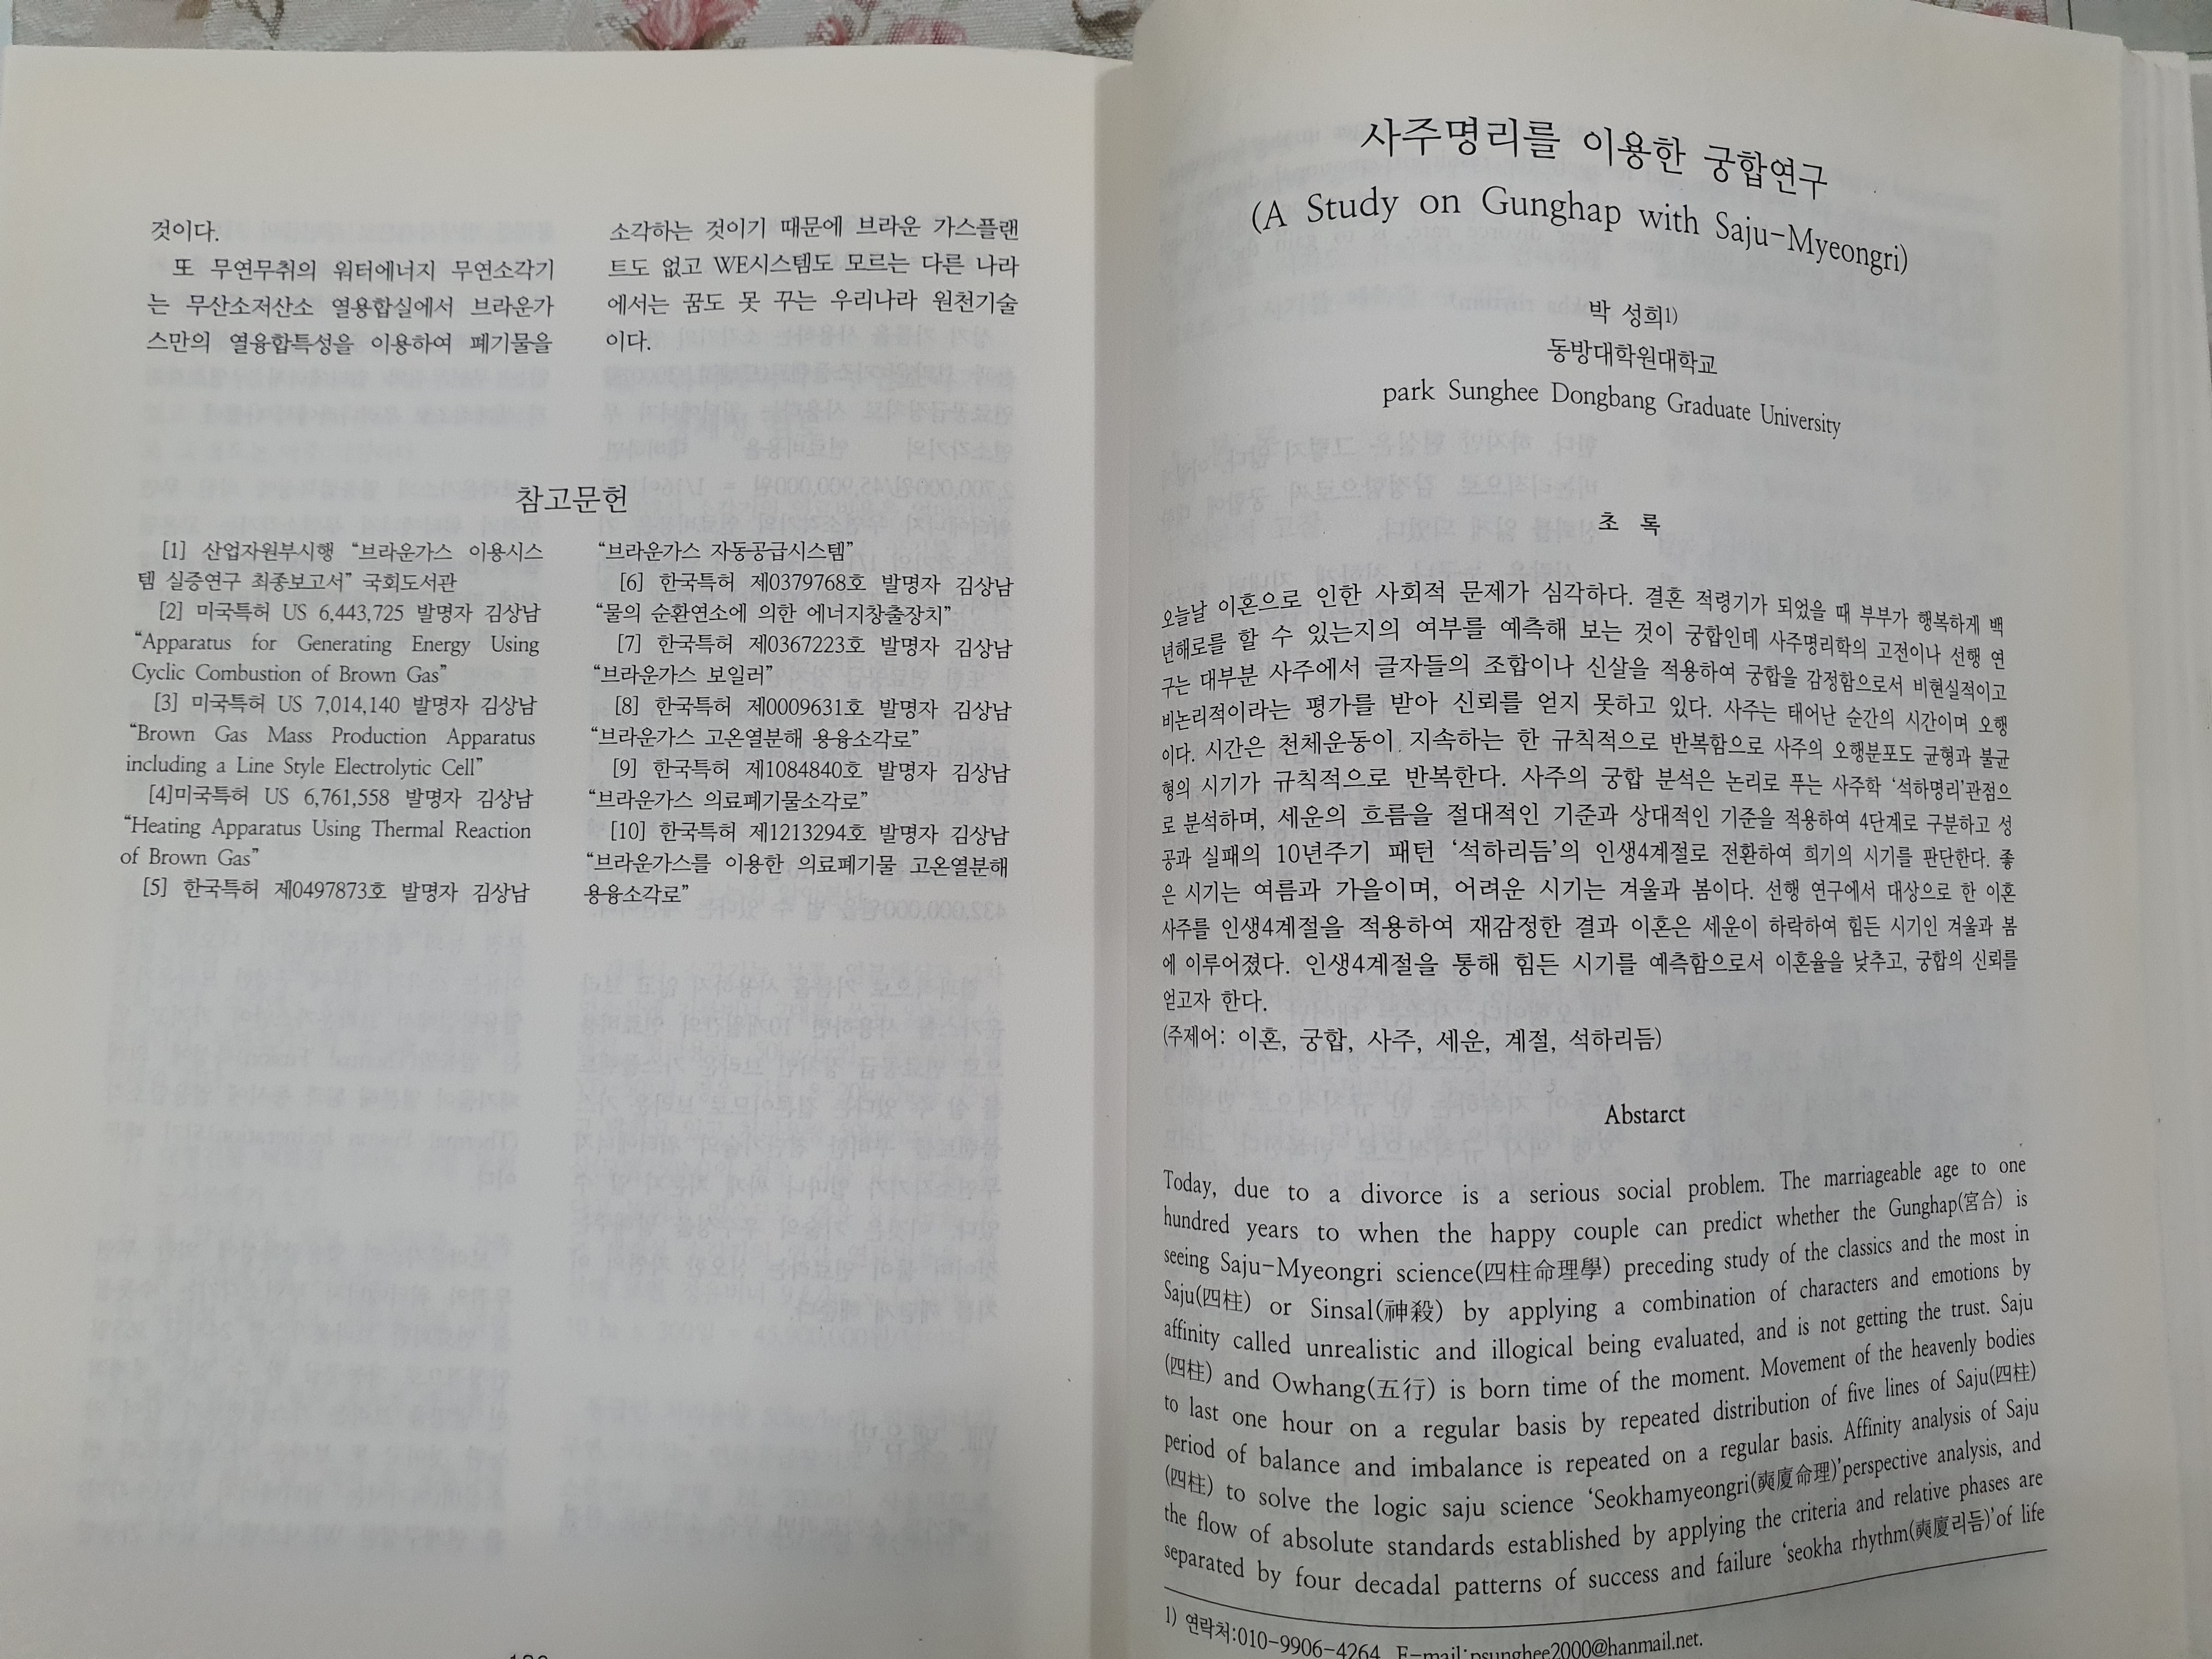 것이다.
또 무연무취의 워터에너지 무연소각기
는 무산소저산소 열용합실에서 브라운가
스만의 열융합특성을 이용하여 폐기물을
소각하는 것이기 때문에 브라운 가스플랜
트도 없고 WE시스템도 모르는 다른 나라
에서는 꿈도 못 꾸는 우리나라 원천기술
이다.
참고문헌
[1] 산업자원부시행 “브라운가스 이용시스
템 실증연구 최종보고서” 국회도서관
[2] 미국특허 US 6,443,725 발명자 김상남
“Apparatus for Generating Energy Using
Cyclic Combustion of Brown Gas”
[3] 미국특허 US 7,014,140 발명자 김상남
“Brown Gas Mass Production Apparatus
including a Line Style Electrolytic Cell”
[4]미국특허 US 6,761,558 발명자 김상남
“Heating Apparatus Using Thermal Reaction
of Brown Gas”
[5] 한국특허 제0497873호 발명자 김상남
“브라운가스 자동공급시스템”
[6] 한국특허 제0379768호 발명자 김상남
“물의 순환연소에 의한 에너지창출장치”
[7] 한국특허 제0367223호 발명자 김상남
“브라운가스 보일러”
[8] 한국특허 제0009631호 발명자 김상남
“브라운가스 고온열분해 용융소각로”
[9] 한국특허 제1084840호 발명자 김상남
“브라운가스 의료폐기물소각로”
[10] 한국특허 제1213294호 발명자 김상남
“브라운가스를 이용한 의료폐기물 고온열분해
용융소각로”
사주명리를 이용한 궁합연구
(A Study on Gunghap with Saju-Myeongri)
박 성희1)
동방대학원대학교
park Sunghee Dongbang Graduate University
초 록
오늘날 이혼으로 인한 사회적 문제가 심각하다. 결혼 적령기가 되었을 때 부부가 행복하게 백
년해로를 할 수 있는지의 여부를 예측해 보는 것이 궁합인데 사주명리학의 고전이나 선행 연
구는 대부분 사주에서 글자들의 조합이나 신살을 적용하여 궁합을 감정함으로서 비현실적이고
비논리적이라는 평가를 받아 신뢰를 얻지 못하고 있다. 사주는 태어난 순간의 시간이며 오행
이다. 시간은 천체운동이 지속하는 한 규칙적으로 반복함으로 사주의 오행분포도 균형과 불균
형의 시기가 규칙적으로 반복한다. 사주의 궁합 분석은 논리로 푸는 사주학 ‘석하명리’관점으
로 분석하며, 세운의 흐름을 절대적인 기준과 상대적인 기준을 적용하여 4단계로 구분하고 성
공과 실패의 10년주기 패턴 ‘석하리듬’의 인생4계절로 전환하여 희기의 시기를 판단한다. 좋
은 시기는 여름과 가을이며, 어려운 시기는 겨울과 봄이다. 선행 연구에서 대상으로 한 이혼
사주를 인생4계절을 적용하여 재감정한 결과 이혼은 세운이 하락하여 힘든 시기인 겨울과 봄
에 이루어졌다. 인생4계절을 통해 힘든 시기를 예측함으로서 이혼율을 낮추고, 궁합의 신뢰를
얻고자 한다.
(주제어: 이혼, 궁합, 사주, 세운, 계절, 석하리듬)
Abstarct
Today, due to a divorce is a serious social problem. The marriageable age to one
hundred years to when the happy couple can predict whether the Gunghap(宮合) is
seeing Saju-Myeongri science(四柱命理學) preceding study of the classics and the most in
Saju(四柱) or Sinsal(神殺) by applying a combination of characters and emotions by
affinity called unrealistic and illogical being evaluated, and is not getting the trust. Saju
(四柱) and Owhang(五行) is born time of the moment. Movement of the heavenly bodies
to last one hour on a regular basis by repeated distribution of five lines of Saju(四柱)
period of balance and imbalance is repeated on a regular basis. Affinity analysis of Saju
(四柱) to solve the logic saju science ‘Seokhamyeongri(奭廈命理)’perspective analysis, and
the flow of absolute standards established by applying the criteria and relative phases are
separated by four decadal patterns of success and failure ‘seokha rhythm(奭廈리듬)’of life
1) 연락처:010-9906-4264 E-mail:psunghee2000@hanmail.net.